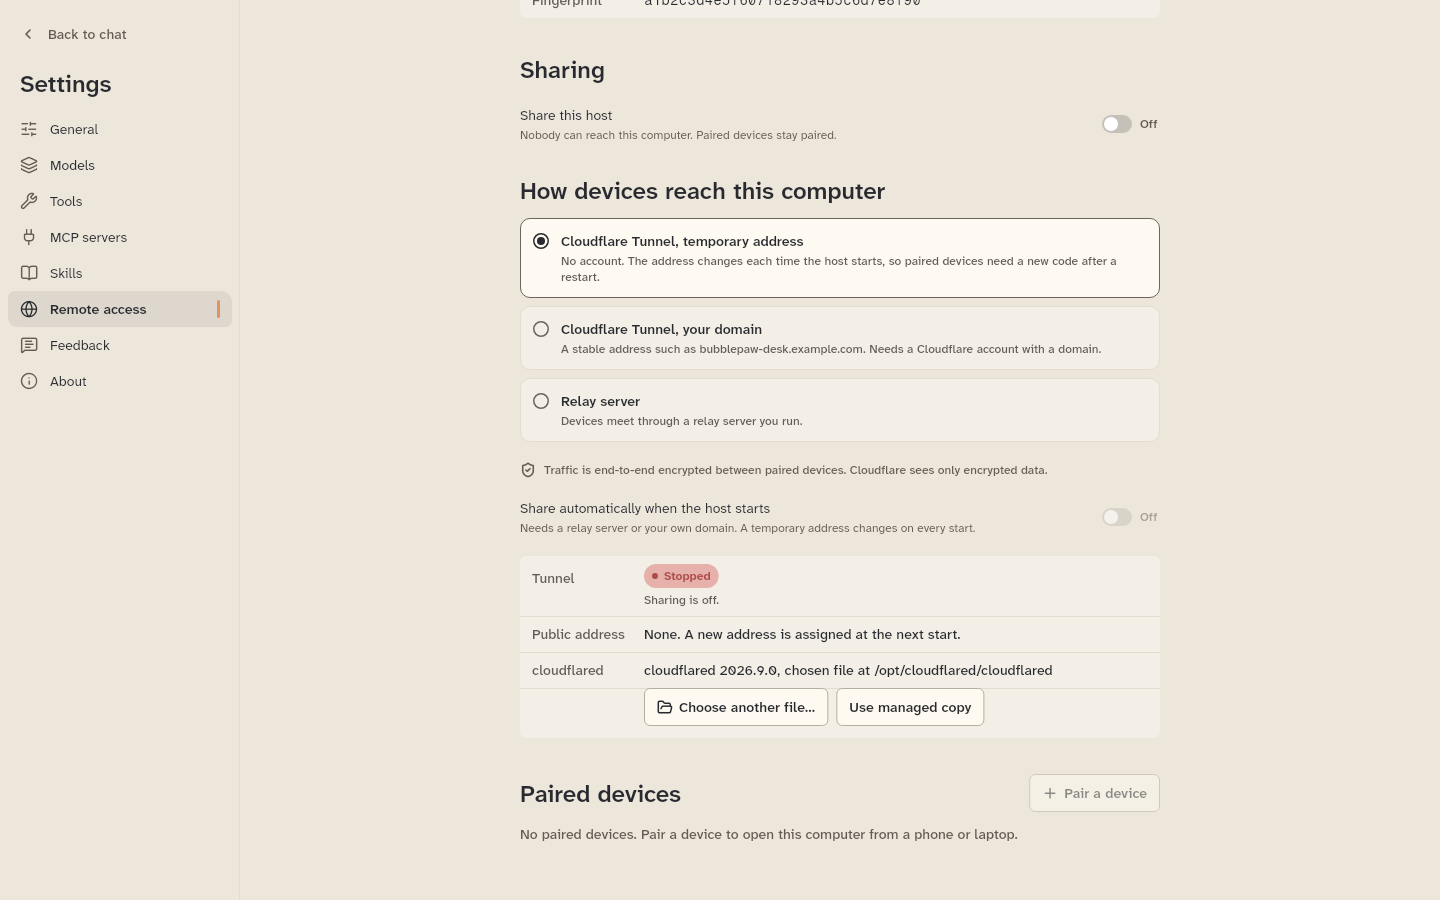 Back to chat
Settings
General
Models
Tools
MCP servers
Skills
Remote access
Feedback
About
Fingerprint
Sharing
Share this host
Nobody can reach this computer. Paired devices stay paired.
Off
How devices reach this computer
Cloudflare Tunnel, temporary address
No account. The address changes each time the host starts, so paired devices need a new code after a
restart.
Cloudflare Tunnel, your domain
A stable address such as bubblepaw-desk.example.com. Needs a Cloudflare account with a domain.
Relay server
Devices meet through a relay server you run.
Traffic is end-to-end encrypted between paired devices. Cloudflare sees only encrypted data.
Share automatically when the host starts
Needs a relay server or your own domain. A temporary address changes on every start.
Off
Tunnel
Stopped
Sharing is off.
Public address
None. A new address is assigned at the next start.
cloudflared
cloudflared 2026.9.0, chosen file at /opt/cloudflared/cloudflared
Choose another file...
Use managed copy
Paired devices
Pair a device
No paired devices. Pair a device to open this computer from a phone or laptop.